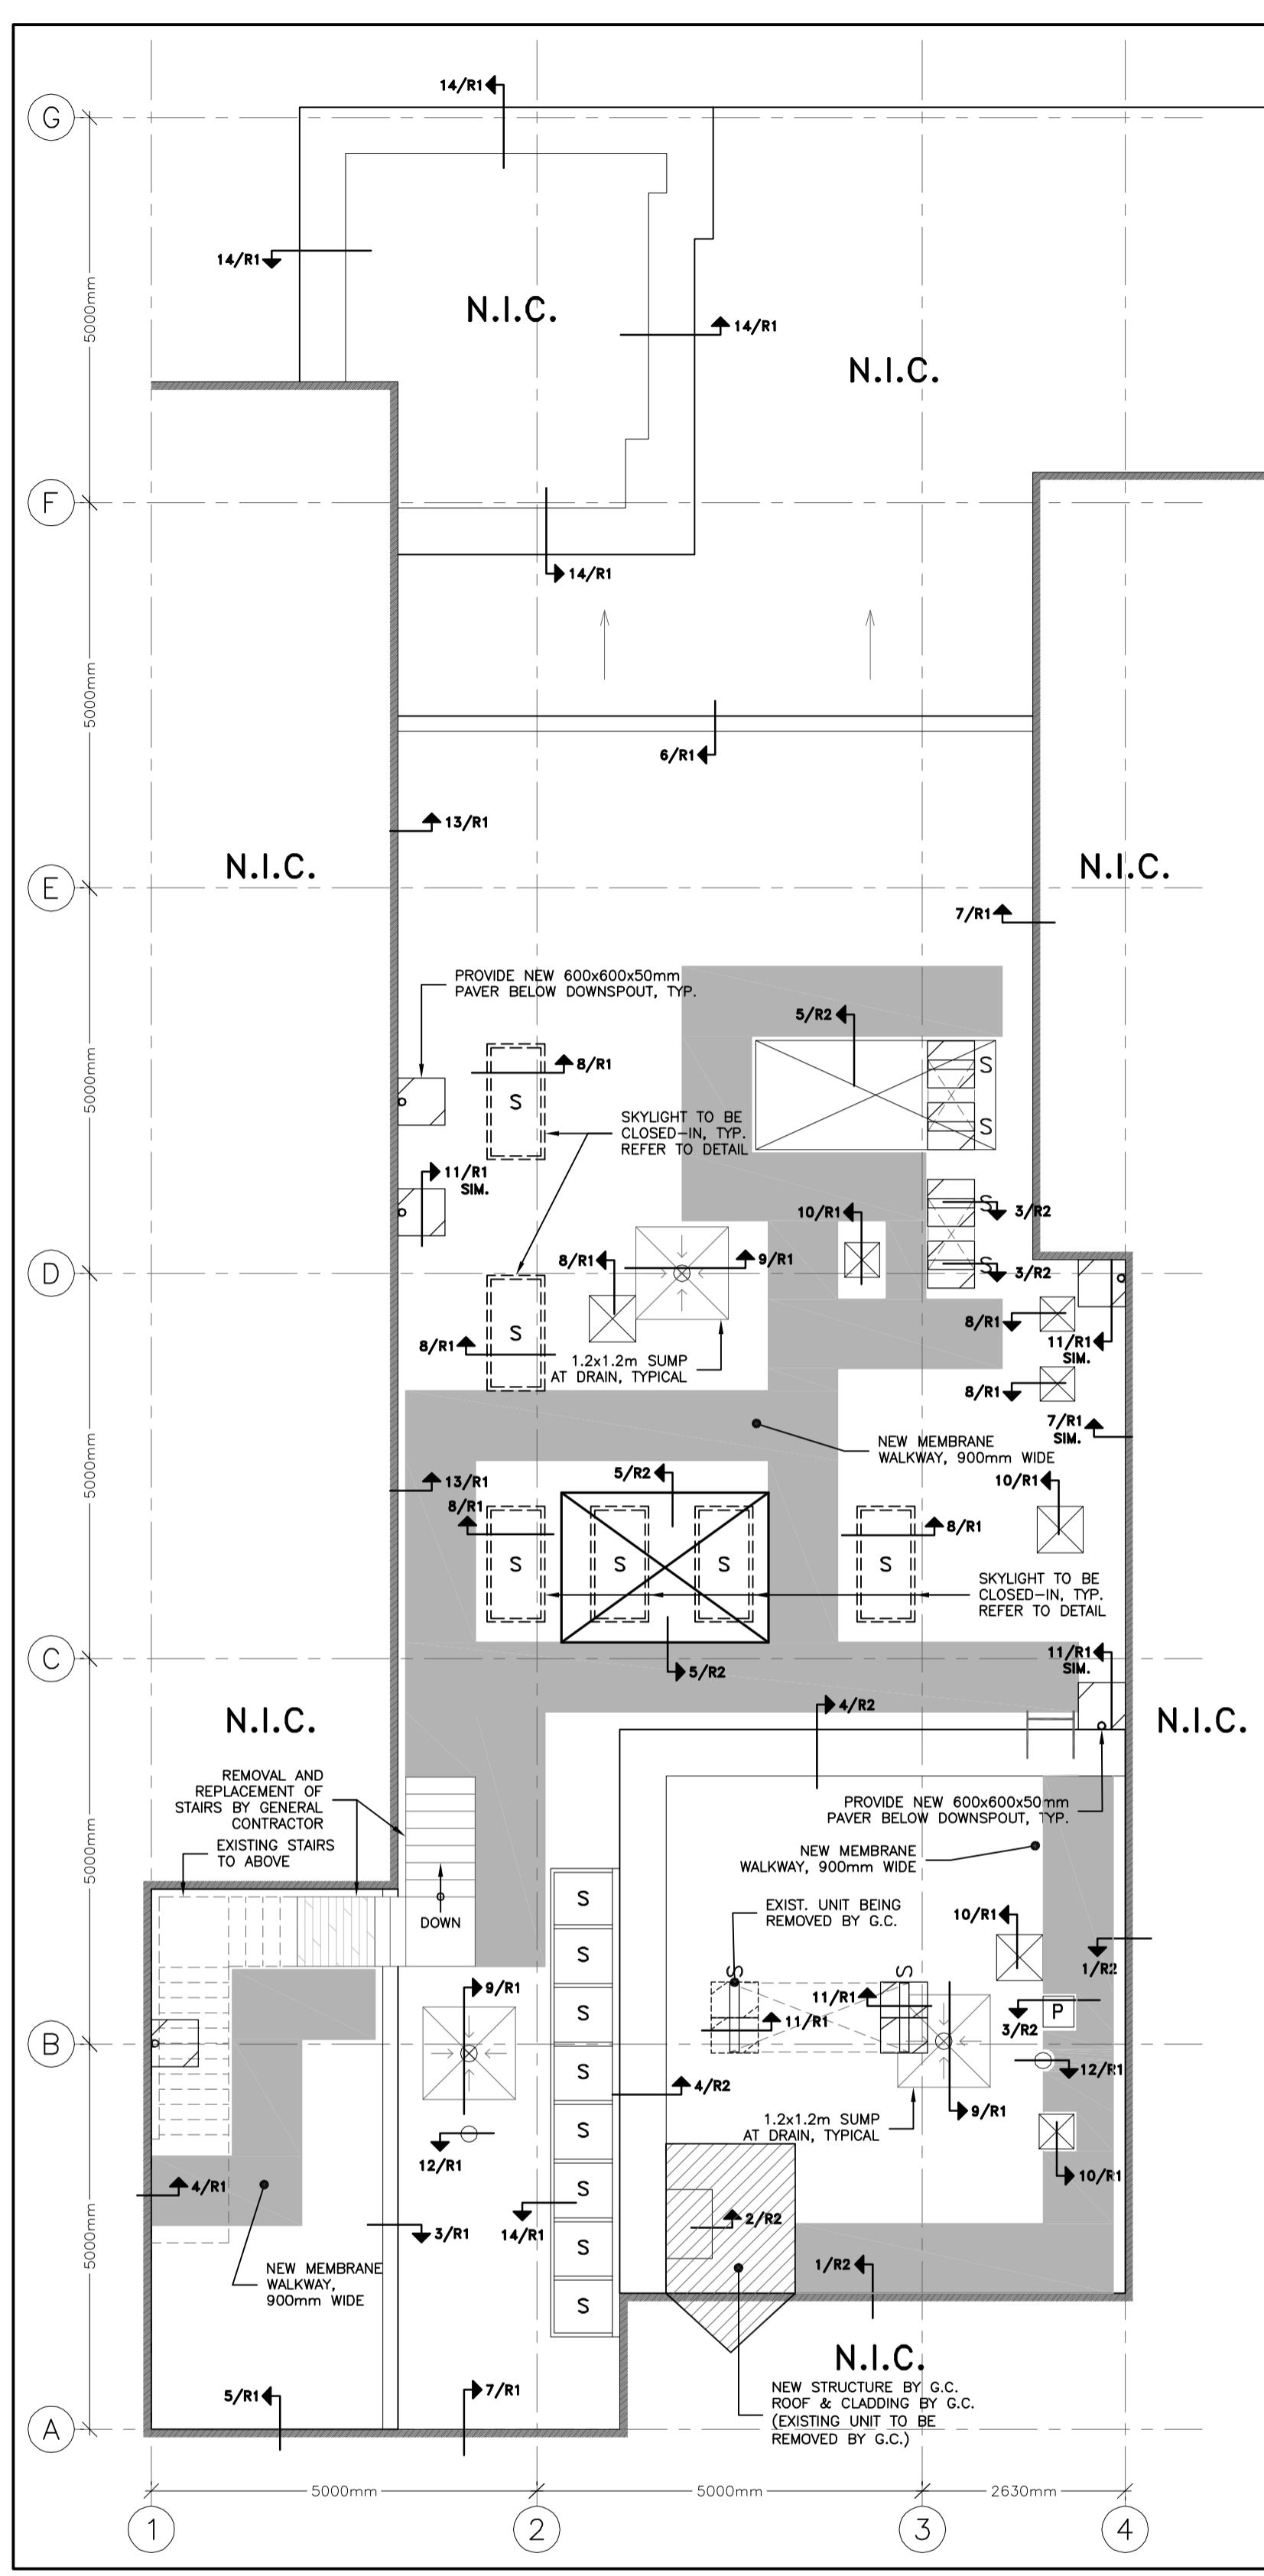 14/R1
G
14/R1
N.I.C.
14/R1
5000mm
N.I.C.
F
14/R1
5000mm
6/R1
13/R1
N.I.C.
N.I.C.
E
7/R1
PROVIDE NEW 600x600x50mm
PAVER BELOW DOWNSPOUT, TYP.
5/R2
8/R1
S
S
5000mm
SKYLIGHT TO BE
CLOSED-IN, TYP.
REFER TO DETAIL
S
11/R1
SIM.
10/R1
S
3/R2
8/R1
9/R1
S
3/R2
D
8/R1
S
8/R1
11/R1
SIM.
1.2x1.2m SUMP
AT DRAIN, TYPICAL
8/R1
7/R1
SIM.
NEW MEMBRANE
WALKWAY, 900mm WIDE
5000mm
13/R1
5/R2
10/R1
8/R1
8/R1
S
S
S
S
SKYLIGHT TO BE
CLOSED-IN, TYP.
REFER TO DETAIL
C
11/R1
SIM.
5/R2
4/R2
N.I.C.
N.I.C.
REMOVAL AND
REPLACEMENT OF
STAIRS BY GENERAL
CONTRACTOR
PROVIDE NEW 600x600x50mm
PAVER BELOW DOWNSPOUT, TYP.
EXISTING STAIRS
TO ABOVE
NEW MEMBRANE
WALKWAY, 900mm WIDE
5000mm
S
EXIST. UNIT BEING
REMOVED BY G.C.
DOWN
10/R1
S
1/R2
S
S
9/R1
11/R1
S
P
3/R2
11/R1
B
S
12/R1
4/R2
9/R1
S
1.2x1.2m SUMP
AT DRAIN, TYPICAL
12/R1
10/R1
4/R1
S
3/R1
14/R1
2/R2
5000mm
S
1/R2
NEW MEMBRANE
WALKWAY,
900mm WIDE
S
N.I.C.
5/R1
7/R1
NEW STRUCTURE BY G.C.
ROOF & CLADDING BY G.C.
(EXISTING UNIT TO BE
REMOVED BY G.C.)
A
5000mm
5000mm
2630mm
1
2
3
4